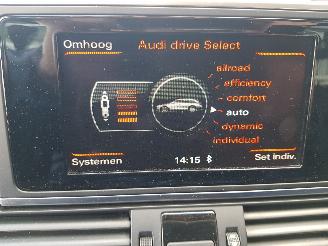 Omhoog
Audi drive Select
allroad
efficiency
comfort
auto
dynamic
individual
Systemen
14:15
Set indiv.